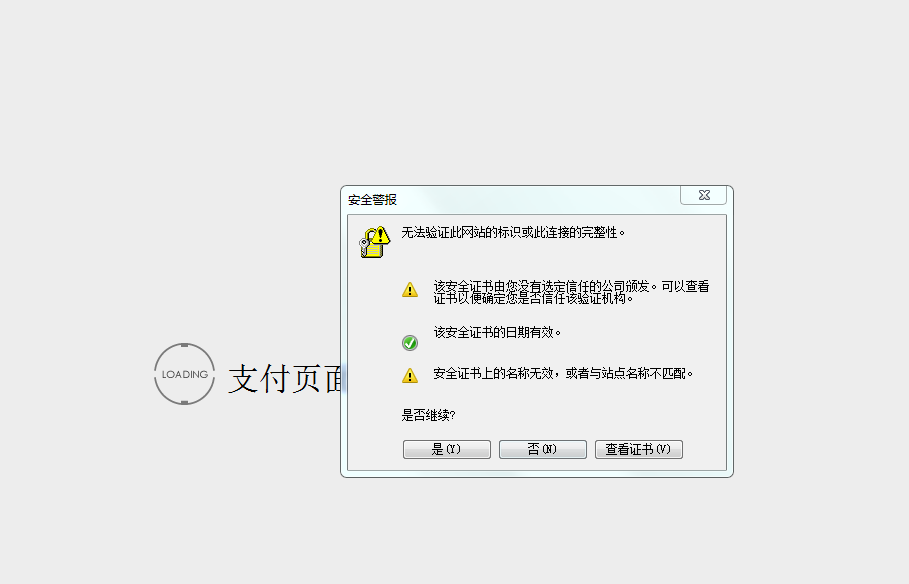 安全警报
无法验证此网站的标识或此连接的完整性。
该安全证书由您没有选定信任的公司颁发。可以查看
证书以便确定您是否信任该验证机构。
该安全证书的日期有效。
安全证书上的名称无效，或者与站点名称不匹配。
LOADING
支付页面
是否继续?
是(Y)
否(N)
查看证书(V)